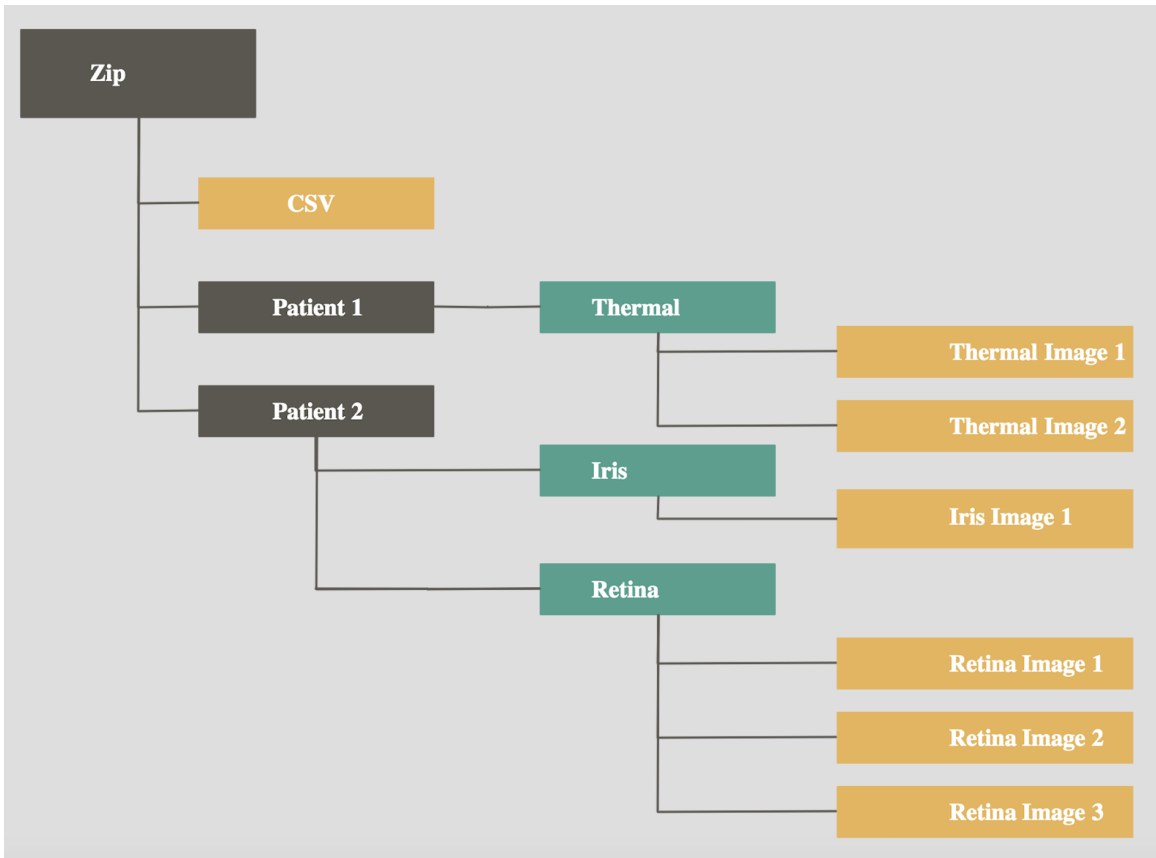 Zip
CSV
Patient 1
Thermal
Thermal Image 1
Thermal Image 2
Patient 2
Iris
Iris Image 1
Retina
Retina Image 1
Retina Image 2
Retina Image 3